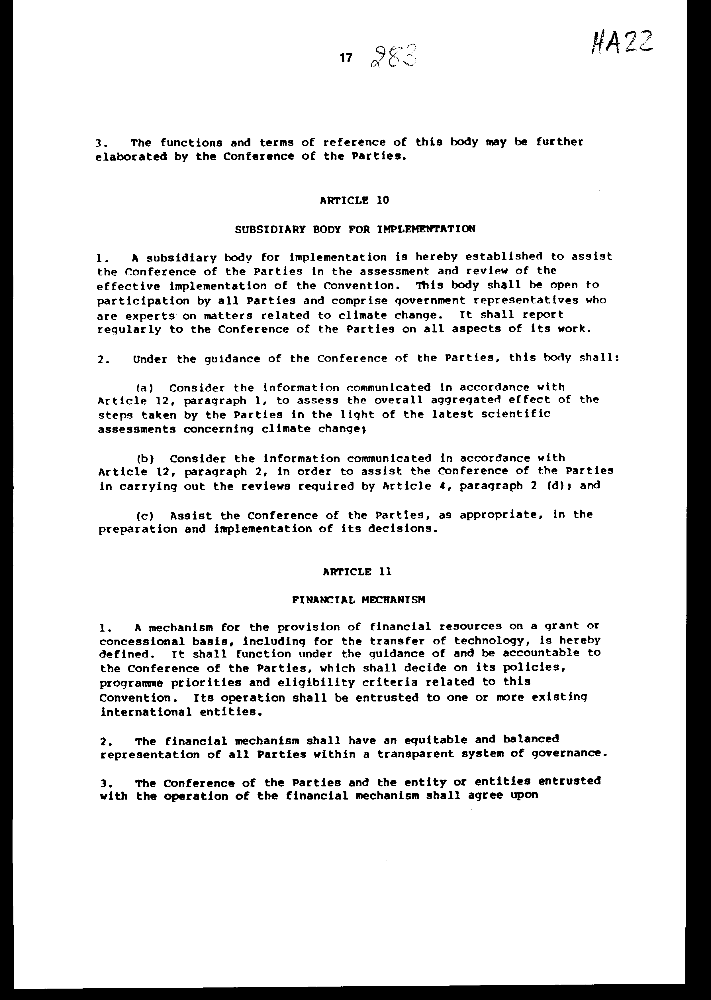 HA22
17 283
3. The functions and terms of reference of this body may be further
elaborated by the Conference of the Parties.
ARTICLE 10
SUBSIDIARY BODY FOR IMPLEMENTATION
1. A subsidiary body for implementation is hereby established to assist
the Conference of the Parties in the assessment and review of the
effective implementation of the Convention. This body shall be open to
participation by all Parties and comprise government representatives who
are experts on matters related to climate change. It shall report
regularly to the Conference of the Parties on all aspects of its work.
2. Under the guidance of the Conference of the Parties, this body shall:
(a) Consider the information communicated in accordance with
Article 12, paragraph 1, to assess the overall aggregated effect of the
steps taken by the Parties in the light of the latest scientific
assessments concerning climate change;
(b) Consider the information communicated in accordance with
Article 12, paragraph 2, in order to assist the Conference of the Parties
in carrying out the reviews required by Article 4, paragraph 2 (d); and
(c) Assist the Conference of the Parties, as appropriate, in the
preparation and implementation of its decisions.
ARTICLE 11
FINANCIAL MECHANISM
1. A mechanism for the provision of financial resources on a grant or
concessional basis, including for the transfer of technology, is hereby
defined. It shall function under the guidance of and be accountable to
the Conference of the Parties, which shall decide on its policies,
programme priorities and eligibility criteria related to this
Convention. Its operation shall be entrusted to one or more existing
international entities.
2. The financial mechanism shall have an equitable and balanced
representation of all Parties within a transparent system of governance.
3. The Conference of the Parties and the entity or entities entrusted
with the operation of the financial mechanism shall agree upon